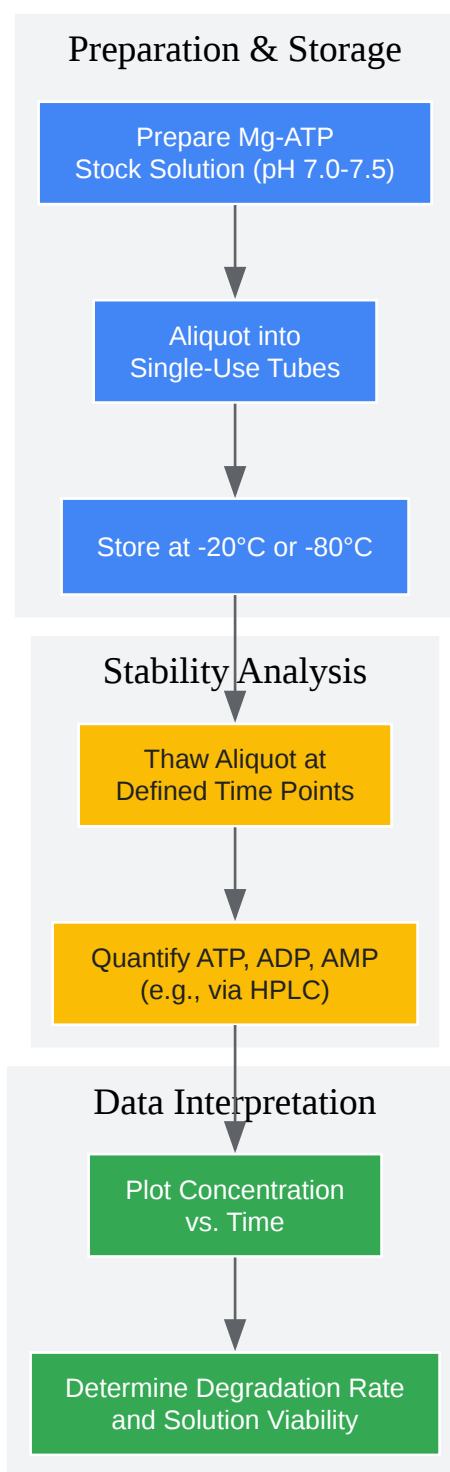 Preparation & Storage
Prepare Mg-ATP
Stock Solution (pH 7.0-7.5)
Aliquot into
Single-Use Tubes
Store at -20°C or -80°C
Stability Analysis
Thaw Aliquot at
Defined Time Points
Quantify ATP, ADP, AMP
(e.g., via HPLC)
Data Interpretation
Plot Concentration
vs. Time
Determine Degradation Rate
and Solution Viability